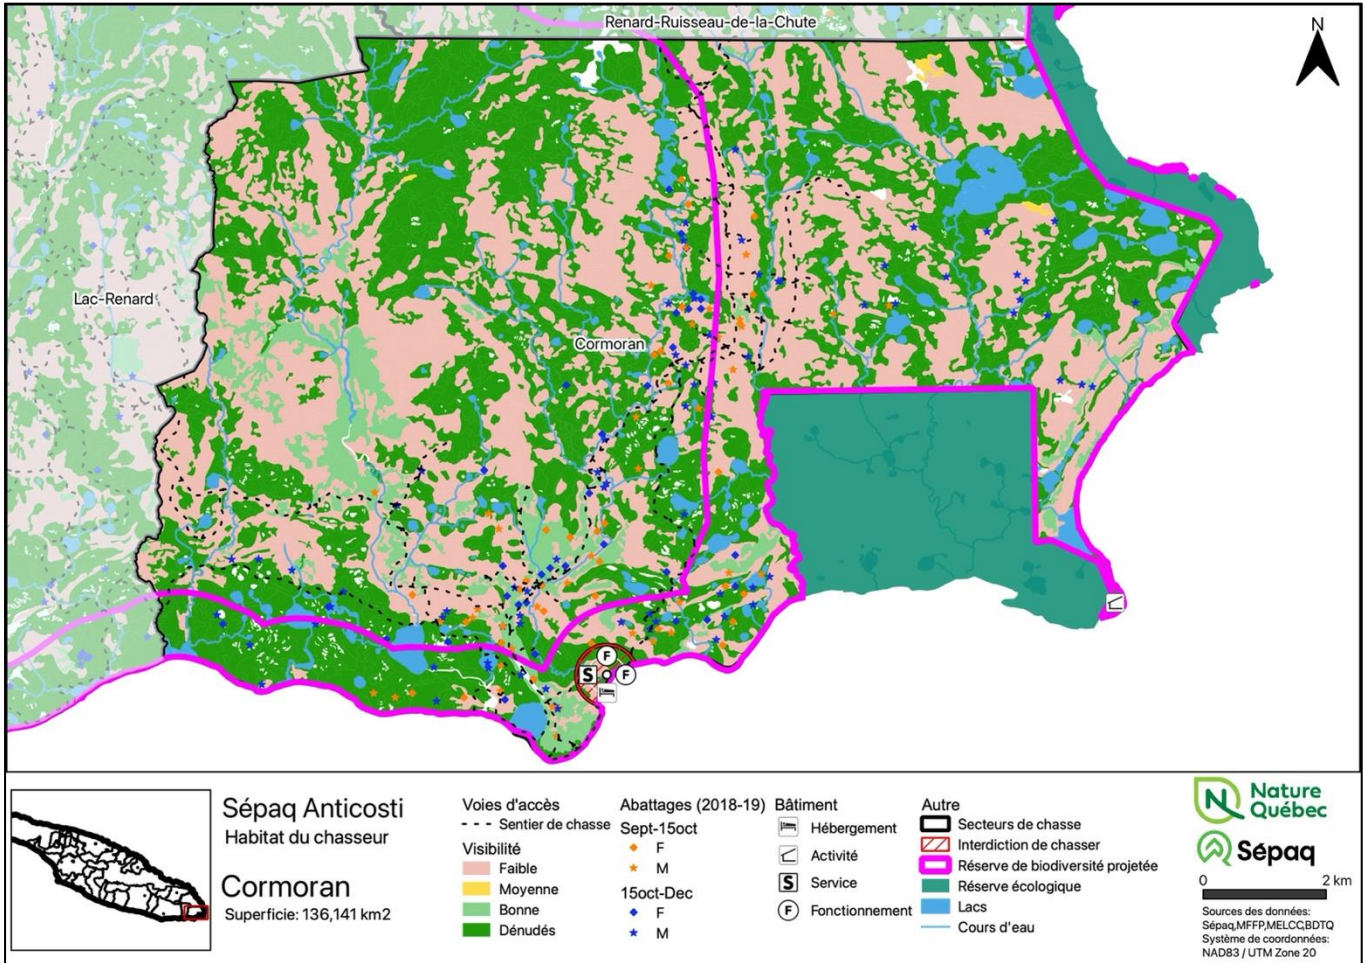 Renard-Ruisseau-de-la-Chute
N
Lac-Renard
Cormoran
F
S
F
Sépaq Anticosti
Habitat du chasseur
Cormoran
Superficie: 136,141 km2
Voies d'accès
Sentier de chasse
Visibilité
Faible
Moyenne
Bonne
Dénudés
Abattages (2018-19)
Sept-15oct
F
M
15oct-Dec
F
M
Bâtiment
Hébergement
Activité
S Service
F Fonctionnement
Autre
Secteurs de chasse
Interdiction de chasser
Réserve de biodiversité projetée
Réserve écologique
Lacs
Cours d'eau
N Nature
Québec
Sépaq
0 2 km
Sources des données:
Sépaq,MFFP,MELCC,BDTQ
Système de coordonnées:
NAD83 / UTM Zone 20